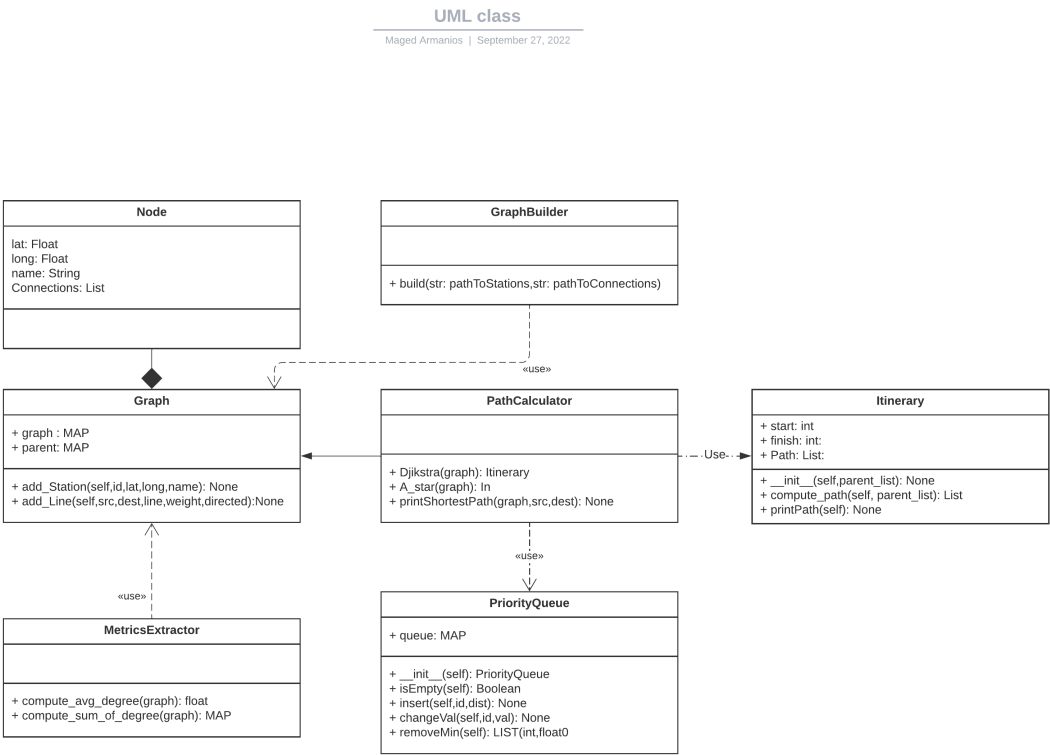 UML class
Maged Armanios | September 27, 2022
Node
lat: Float
long: Float
name: String
Connections: List
GraphBuilder
+ build(str: pathToStations,str: pathToConnections)
«use»
Graph
+ graph : MAP
+ parent: MAP
+ add_Station(self,id,lat,long,name): None
+ add_Line(self,src,dest,line,weight,directed):None
PathCalculator
+ Djikstra(graph): Itinerary
+ A_star(graph): In
+ printShortestPath(graph,src,dest): None
Use
Itinerary
+ start: int
+ finish: int:
+ Path: List:
+ __init__(self,parent_list): None
+ compute_path(self, parent_list): List
+ printPath(self): None
«use»
«use»
MetricsExtractor
+ compute_avg_degree(graph): float
+ compute_sum_of_degree(graph): MAP
PriorityQueue
+ queue: MAP
+ __init__(self): PriorityQueue
+ isEmpty(self): Boolean
+ insert(self,id,dist): None
+ changeVal(self,id,val): None
+ removeMin(self): LIST(int,float0